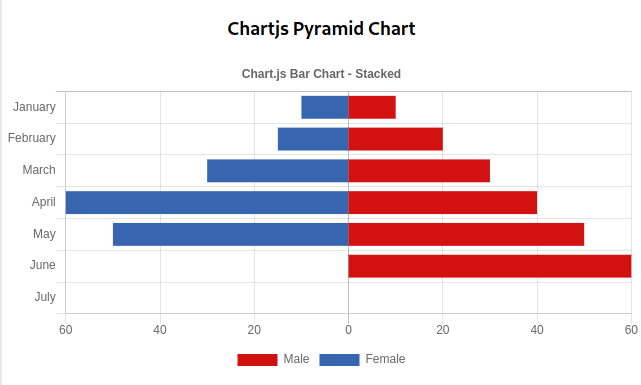 Chartjs Pyramid Chart
Chart.js Bar Chart - Stacked
January
February
March
April
May
June
July
60 40 20 0 20 40 60
Male Female